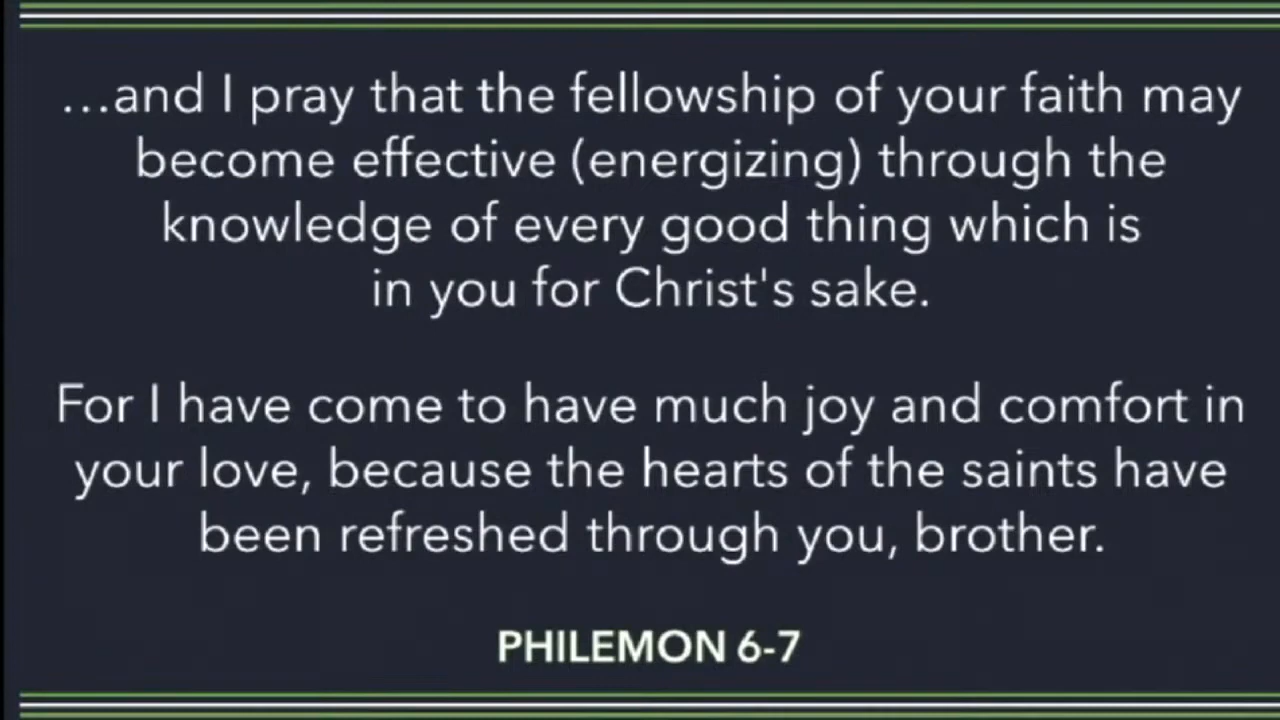 …and I pray that the fellowship of your faith may
become effective (energizing) through the
knowledge of every good thing which is
in you for Christ's sake.
For I have come to have much joy and comfort in
your love, because the hearts of the saints have
been refreshed through you, brother.
PHILEMON 6-7